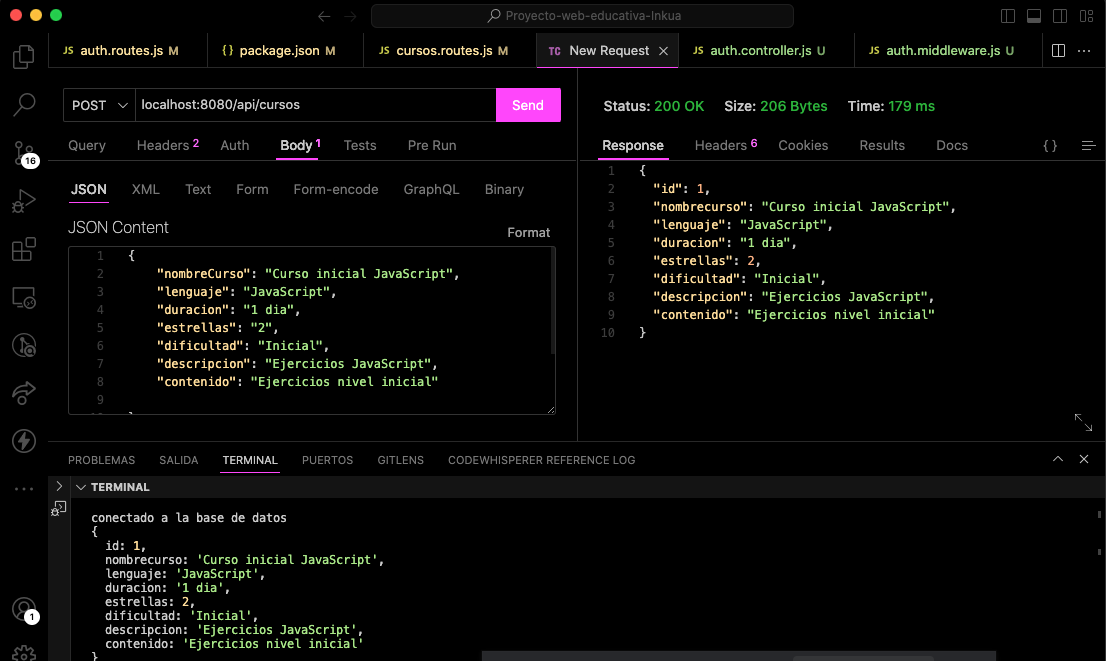 Proyecto-web-educativa-Inkua
JS auth.routes.js M
{} package.json M
JS cursos.routes.js M
TC New Request
JS auth.controller.js U
JS auth.middleware.js U
POST localhost:8080/api/cursos Send
Status: 200 OK Size: 206 Bytes Time: 179 ms
Query Headers 2 Auth Body 1 Tests Pre Run
Response Headers 6 Cookies Results Docs {}
JSON XML Text Form Form-encode GraphQL Binary
JSON Content
Format
1 {
2 "nombreCurso": "Curso inicial JavaScript",
3 "lenguaje": "JavaScript",
4 "duracion": "1 dia",
5 "estrellas": "2",
6 "dificultad": "Inicial",
7 "descripcion": "Ejercicios JavaScript",
8 "contenido": "Ejercicios nivel inicial"
9
1 {
2 "id": 1,
3 "nombrecurso": "Curso inicial JavaScript",
4 "lenguaje": "JavaScript",
5 "duracion": "1 dia",
6 "estrellas": 2,
7 "dificultad": "Inicial",
8 "descripcion": "Ejercicios JavaScript",
9 "contenido": "Ejercicios nivel inicial"
10 }
16
PROBLEMAS SALIDA TERMINAL PUERTOS GITLENS CODEWHISPERER REFERENCE LOG
TERMINAL
conectado a la base de datos
{
id: 1,
nombrecurso: 'Curso inicial JavaScript',
lenguaje: 'JavaScript',
duracion: '1 dia',
estrellas: 2,
dificultad: 'Inicial',
descripcion: 'Ejercicios JavaScript',
contenido: 'Ejercicios nivel inicial'
}
1